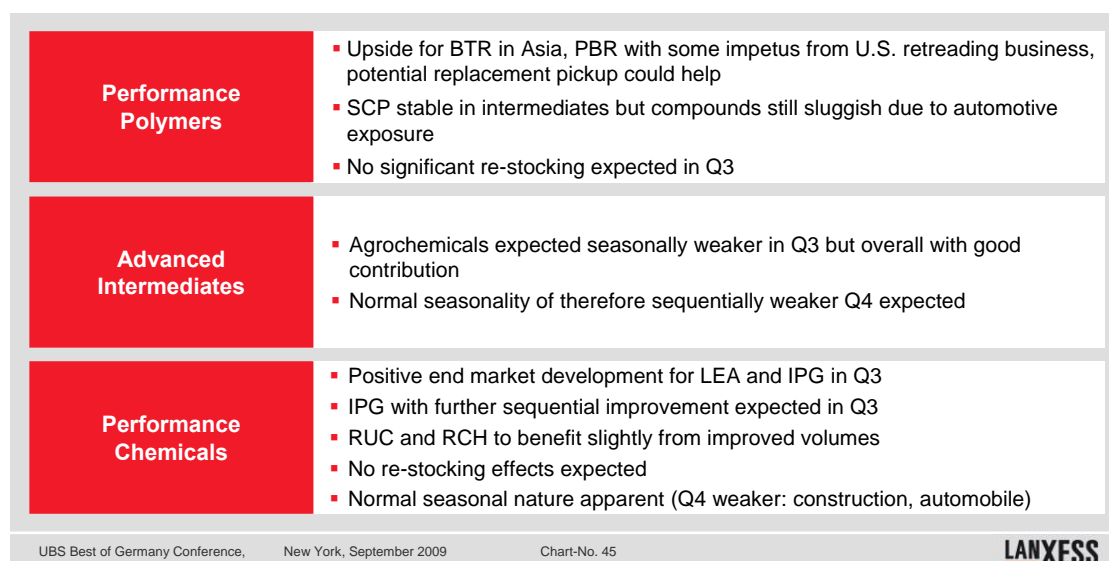 Performance
Polymers
▪ Upside for BTR in Asia, PBR with some impetus from U.S. retreading business,
potential replacement pickup could help
▪ SCP stable in intermediates but compounds still sluggish due to automotive
exposure
▪ No significant re-stocking expected in Q3
Advanced
Intermediates
▪ Agrochemicals expected seasonally weaker in Q3 but overall with good
contribution
▪ Normal seasonality of therefore sequentially weaker Q4 expected
Performance
Chemicals
▪ Positive end market development for LEA and IPG in Q3
▪ IPG with further sequential improvement expected in Q3
▪ RUC and RCH to benefit slightly from improved volumes
▪ No re-stocking effects expected
▪ Normal seasonal nature apparent (Q4 weaker: construction, automobile)
UBS Best of Germany Conference, New York, September 2009 Chart-No. 45
LANXESS